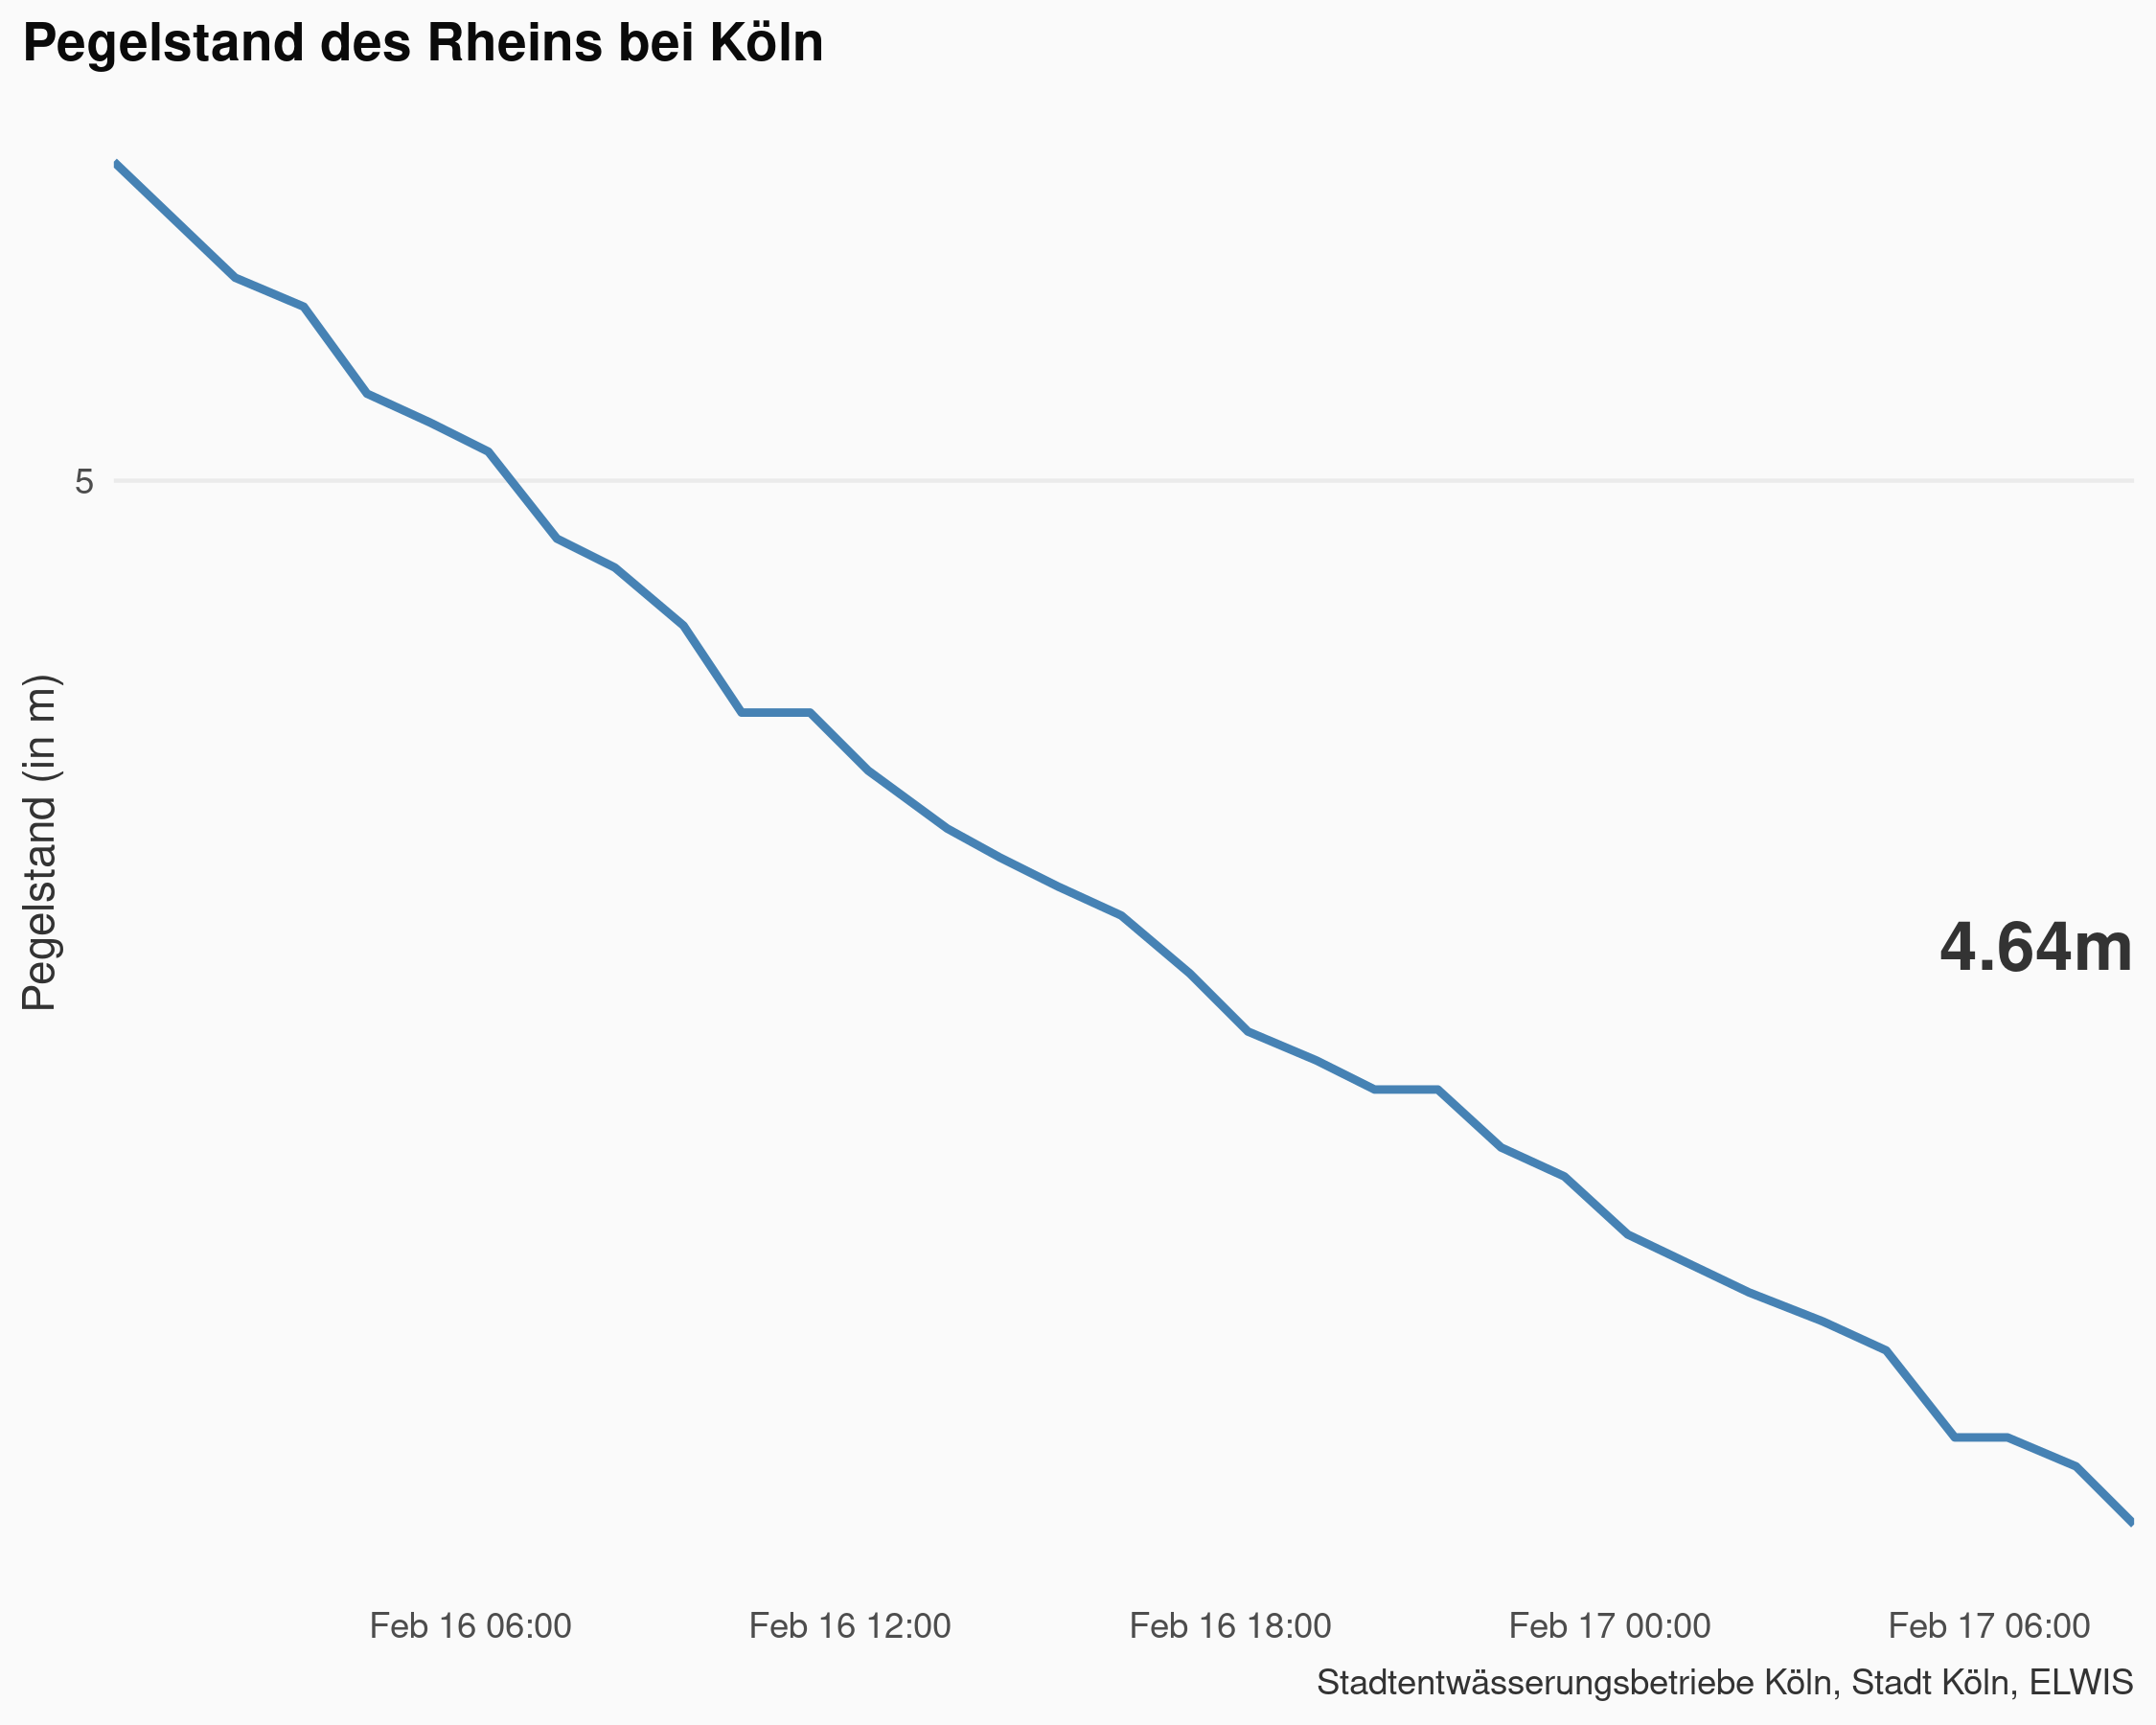 Pegelstand des Rheins bei Köln
5
Pegelstand (in m)
4.64m
Feb 16 06:00
Feb 16 12:00
Feb 16 18:00
Feb 17 00:00
Feb 17 06:00
Stadtentwässerungsbetriebe Köln, Stadt Köln, ELWIS